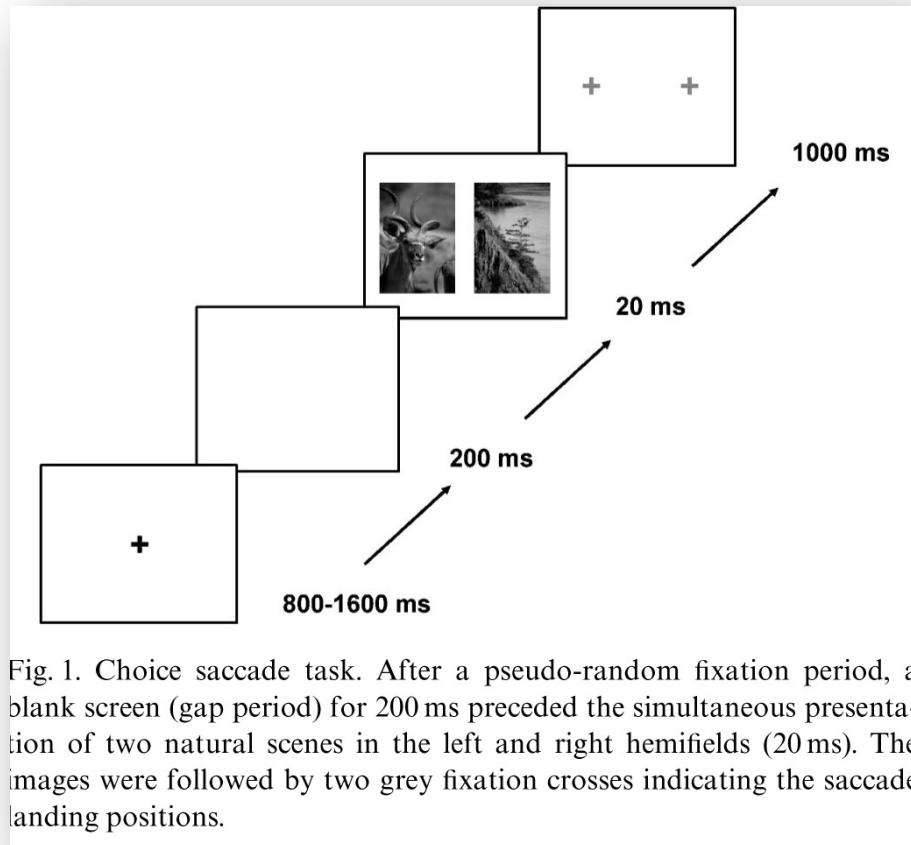 1000 ms
20 ms
200 ms
800-1600 ms
Fig. 1. Choice saccade task. After a pseudo-random fixation period, a
blank screen (gap period) for 200 ms preceded the simultaneous presenta-
tion of two natural scenes in the left and right hemifields (20 ms). The
images were followed by two grey fixation crosses indicating the saccade
landing positions.